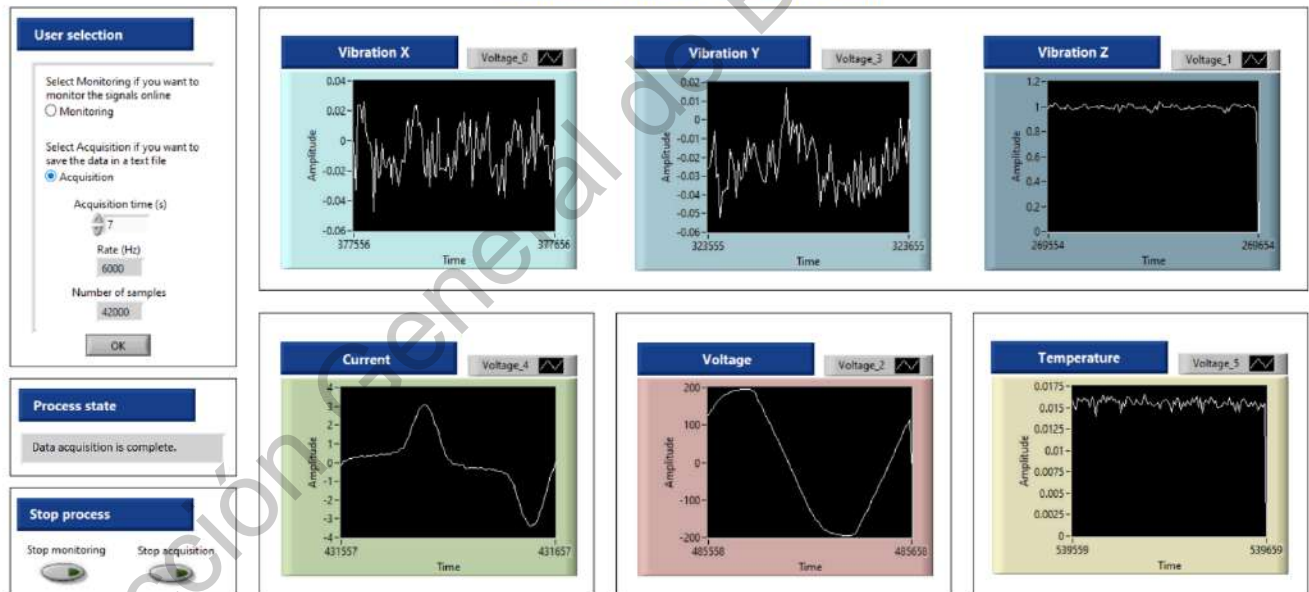 User selection
Select Monitoring if you want to
monitor the signals online
Monitoring
Select Acquisition if you want to
save the data in a text file
Acquisition
Acquisition time (s)
7
Rate (Hz)
6000
Number of samples
42000
OK
Process state
Data acquisition is complete.
Stop process
Stop monitoring
Stop acquisition
Vibration X
Voltage_0
Amplitude
0.04
0.02
0
-0.02
-0.04
-0.06
377556
377656
Time
Vibration Y
Voltage_3
Amplitude
0.02
0.01
0
-0.01
-0.02
-0.03
-0.04
-0.05
-0.06
323555
323655
Time
Vibration Z
Voltage_1
Amplitude
1.2
1
0.8
0.6
0.4
0.2
0
269554
269654
Time
Current
Voltage_4
Amplitude
4
3
2
1
0
-1
-2
-3
-4
431557
431657
Time
Voltage
Voltage_2
Amplitude
200
100
0
-100
-200
485558
485658
Time
Temperature
Voltage_5
Amplitude
0.0175
0.015
0.0125
0.01
0.0075
0.005
0.0025
0
539559
539659
Time
ción General de B